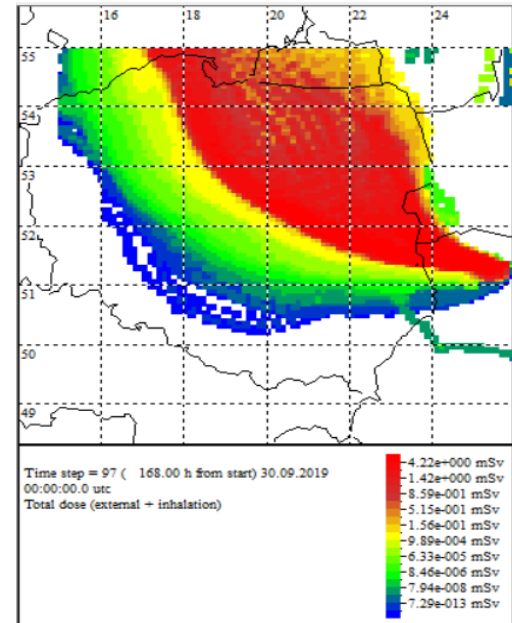 16 18 20 22 24
55
54
53
52
51
50
49
Time step = 97 ( 168.00 h from start) 30.09.2019
00:00:00.0 utc
Total dose (external + inhalation)
4.22e+000 mSv
1.42e+000 mSv
8.59e-001 mSv
5.15e-001 mSv
1.56e-001 mSv
9.89e-004 mSv
6.33e-005 mSv
8.46e-006 mSv
7.94e-008 mSv
7.29e-013 mSv